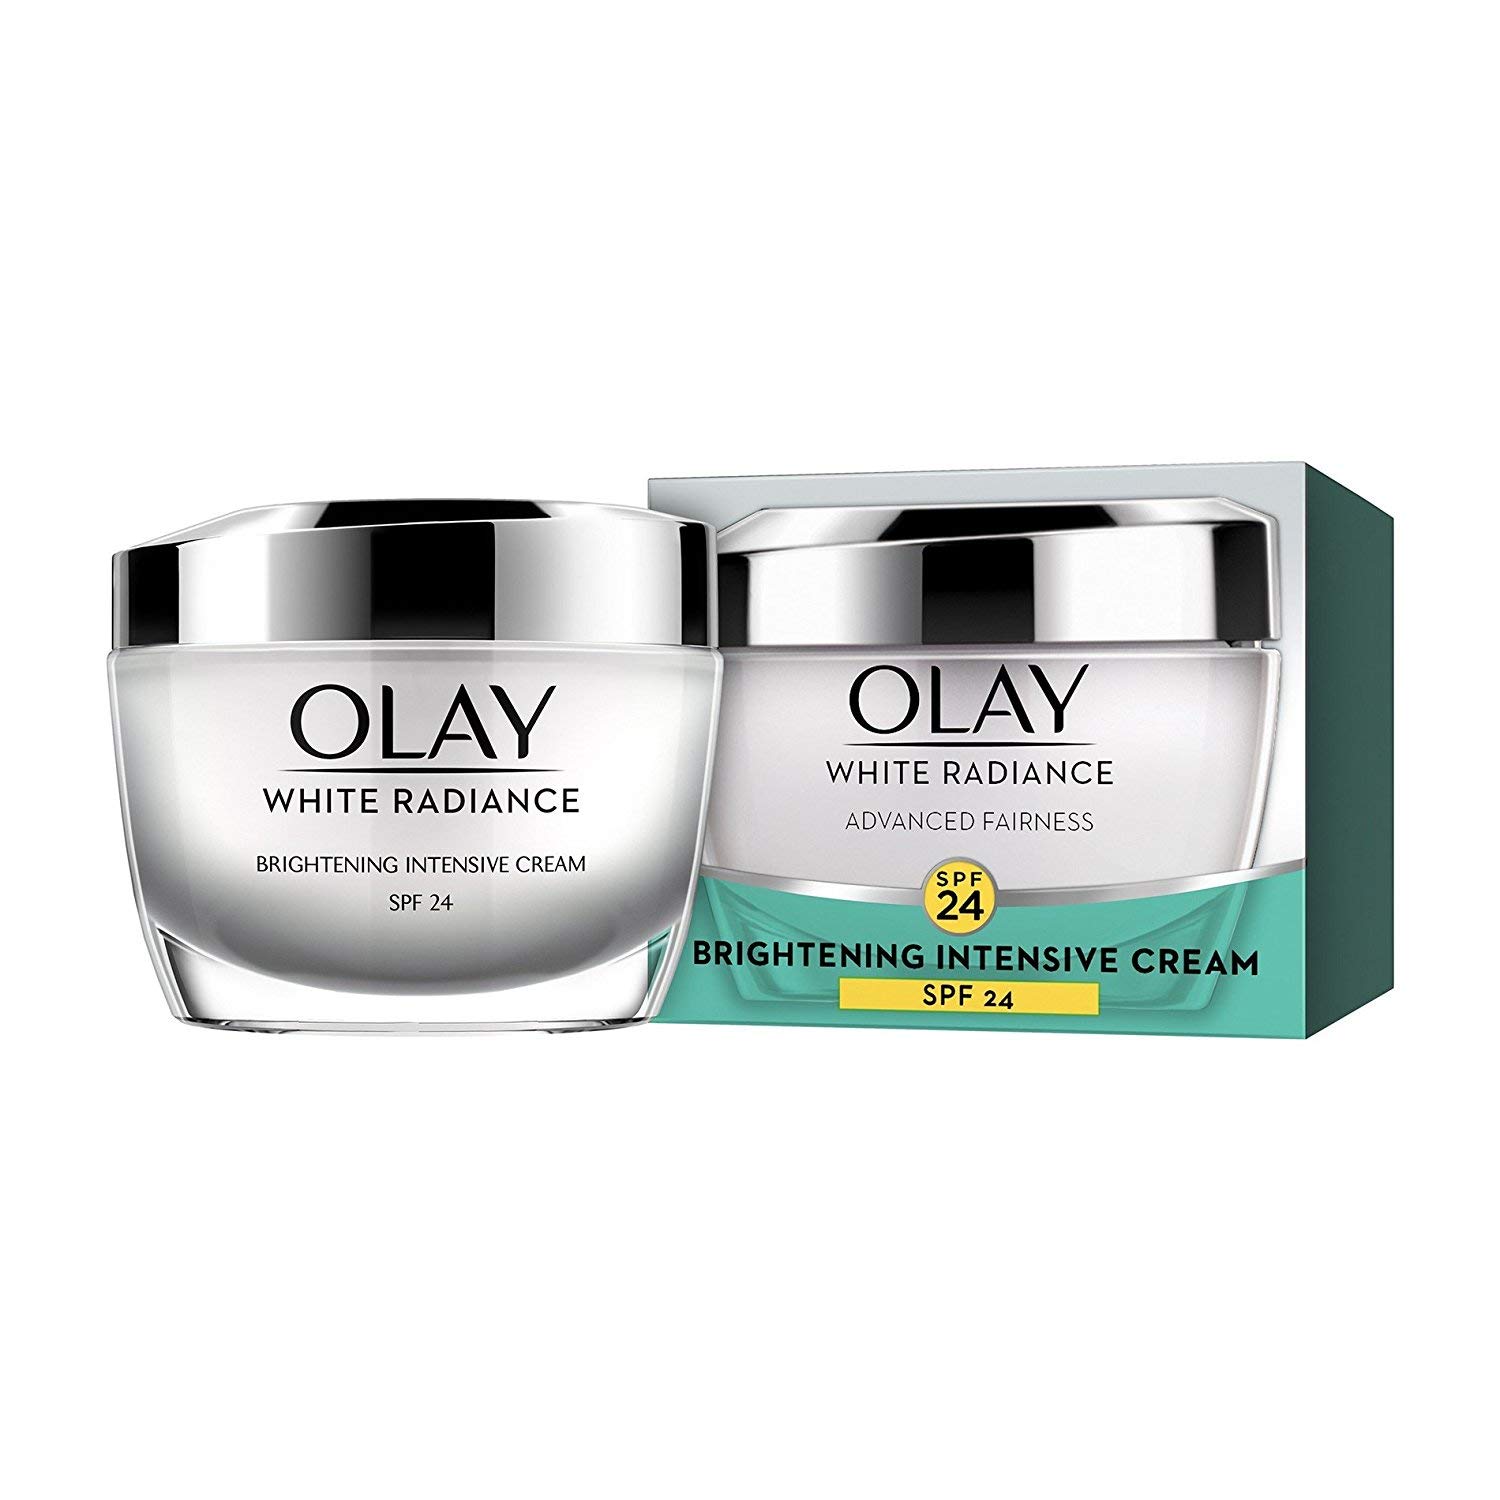 OLAY
WHITE RADIANCE
BRIGHTENING INTENSIVE CREAM
SPF 24
OLAY
WHITE RADIANCE
ADVANCED FAIRNESS
SPF
24
BRIGHTENING INTENSIVE CREAM
SPF 24